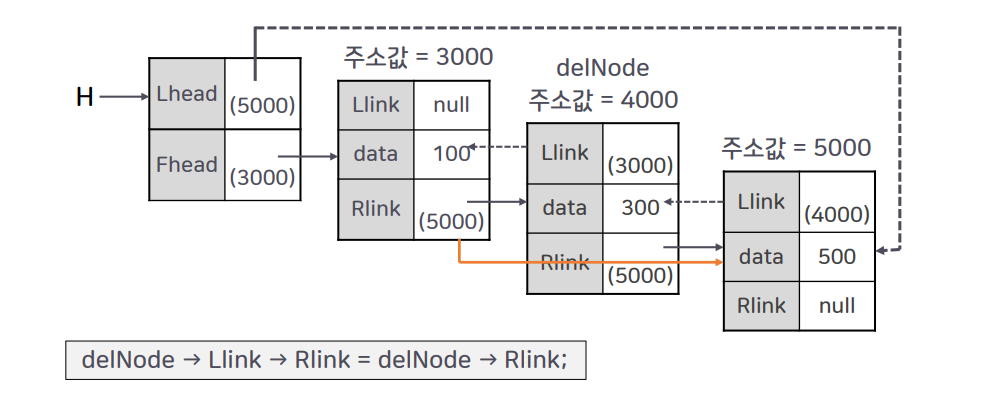 H
Lhead
(5000)
Fhead
(3000)
주소값 = 3000
Llink
null
data
100
Rlink
(5000)
delNode
주소값 = 4000
Llink
(3000)
data
300
Rlink
(5000)
주소값 = 5000
Llink
(4000)
data
500
Rlink
null
delNode → Llink → Rlink = delNode → Rlink;